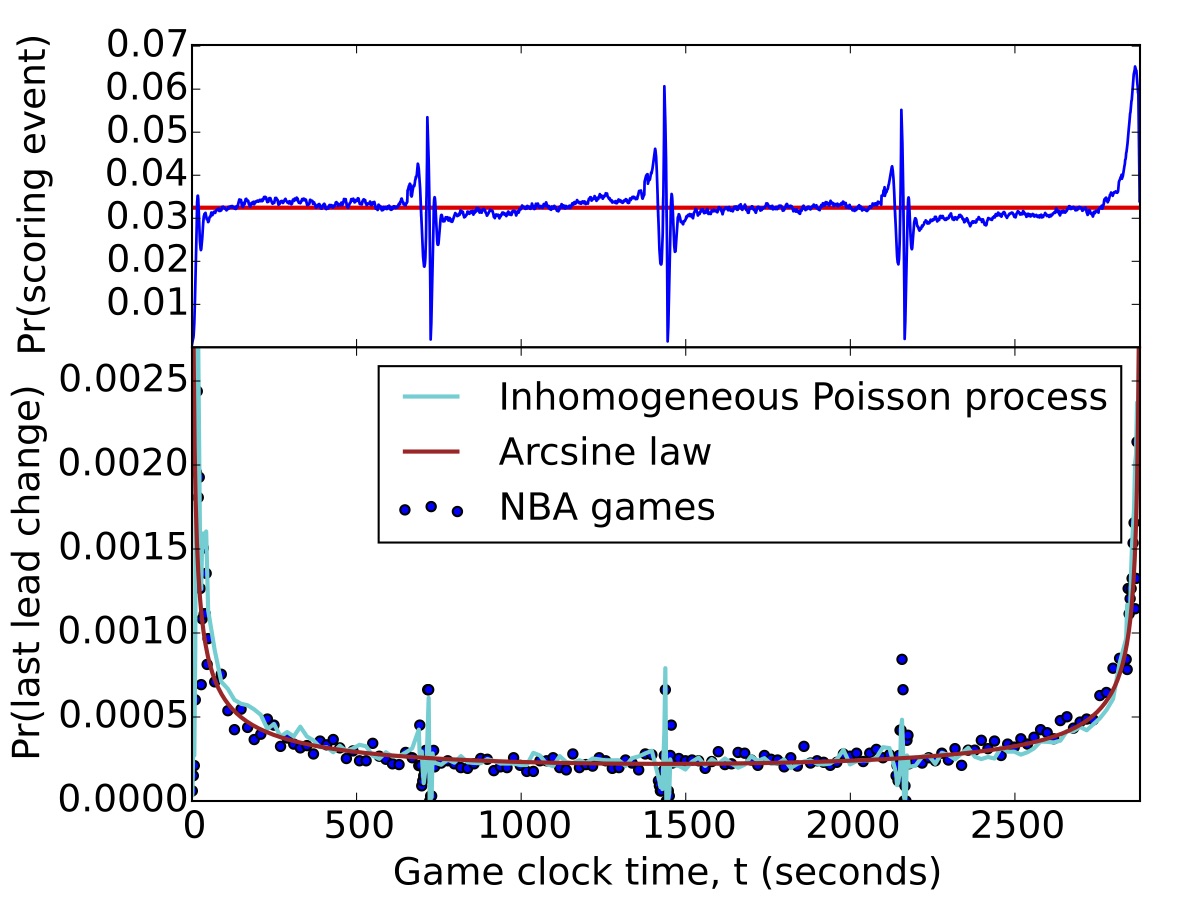 Pr(scoring event)
0.07
0.06
0.05
0.04
0.03
0.02
0.01
Pr(last lead change)
0.0025
0.0020
0.0015
0.0010
0.0005
0.0000
Inhomogeneous Poisson process
Arcsine law
NBA games
0 500 1000 1500 2000 2500
Game clock time, t (seconds)